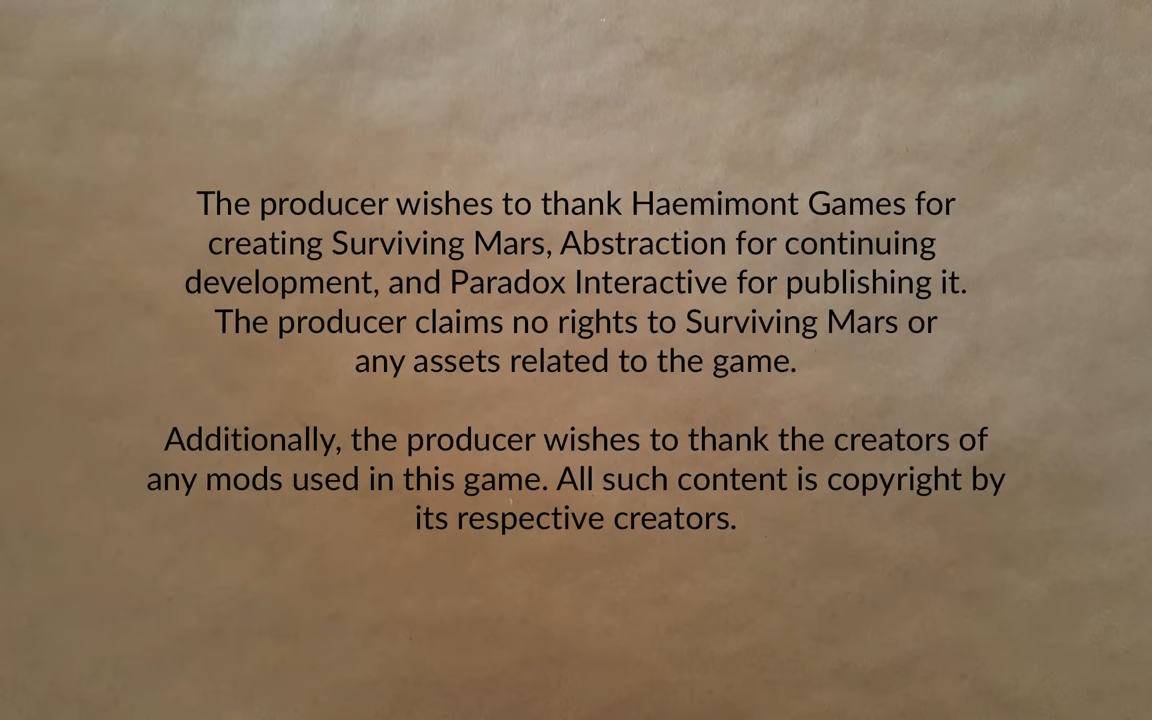 The producer wishes to thank Haemimont Games for
creating Surviving Mars, Abstraction for continuing
development, and Paradox Interactive for publishing it.
The producer claims no rights to Surviving Mars or
any assets related to the game.
Additionally, the producer wishes to thank the creators of
any mods used in this game. All such content is copyright by
its respective creators.